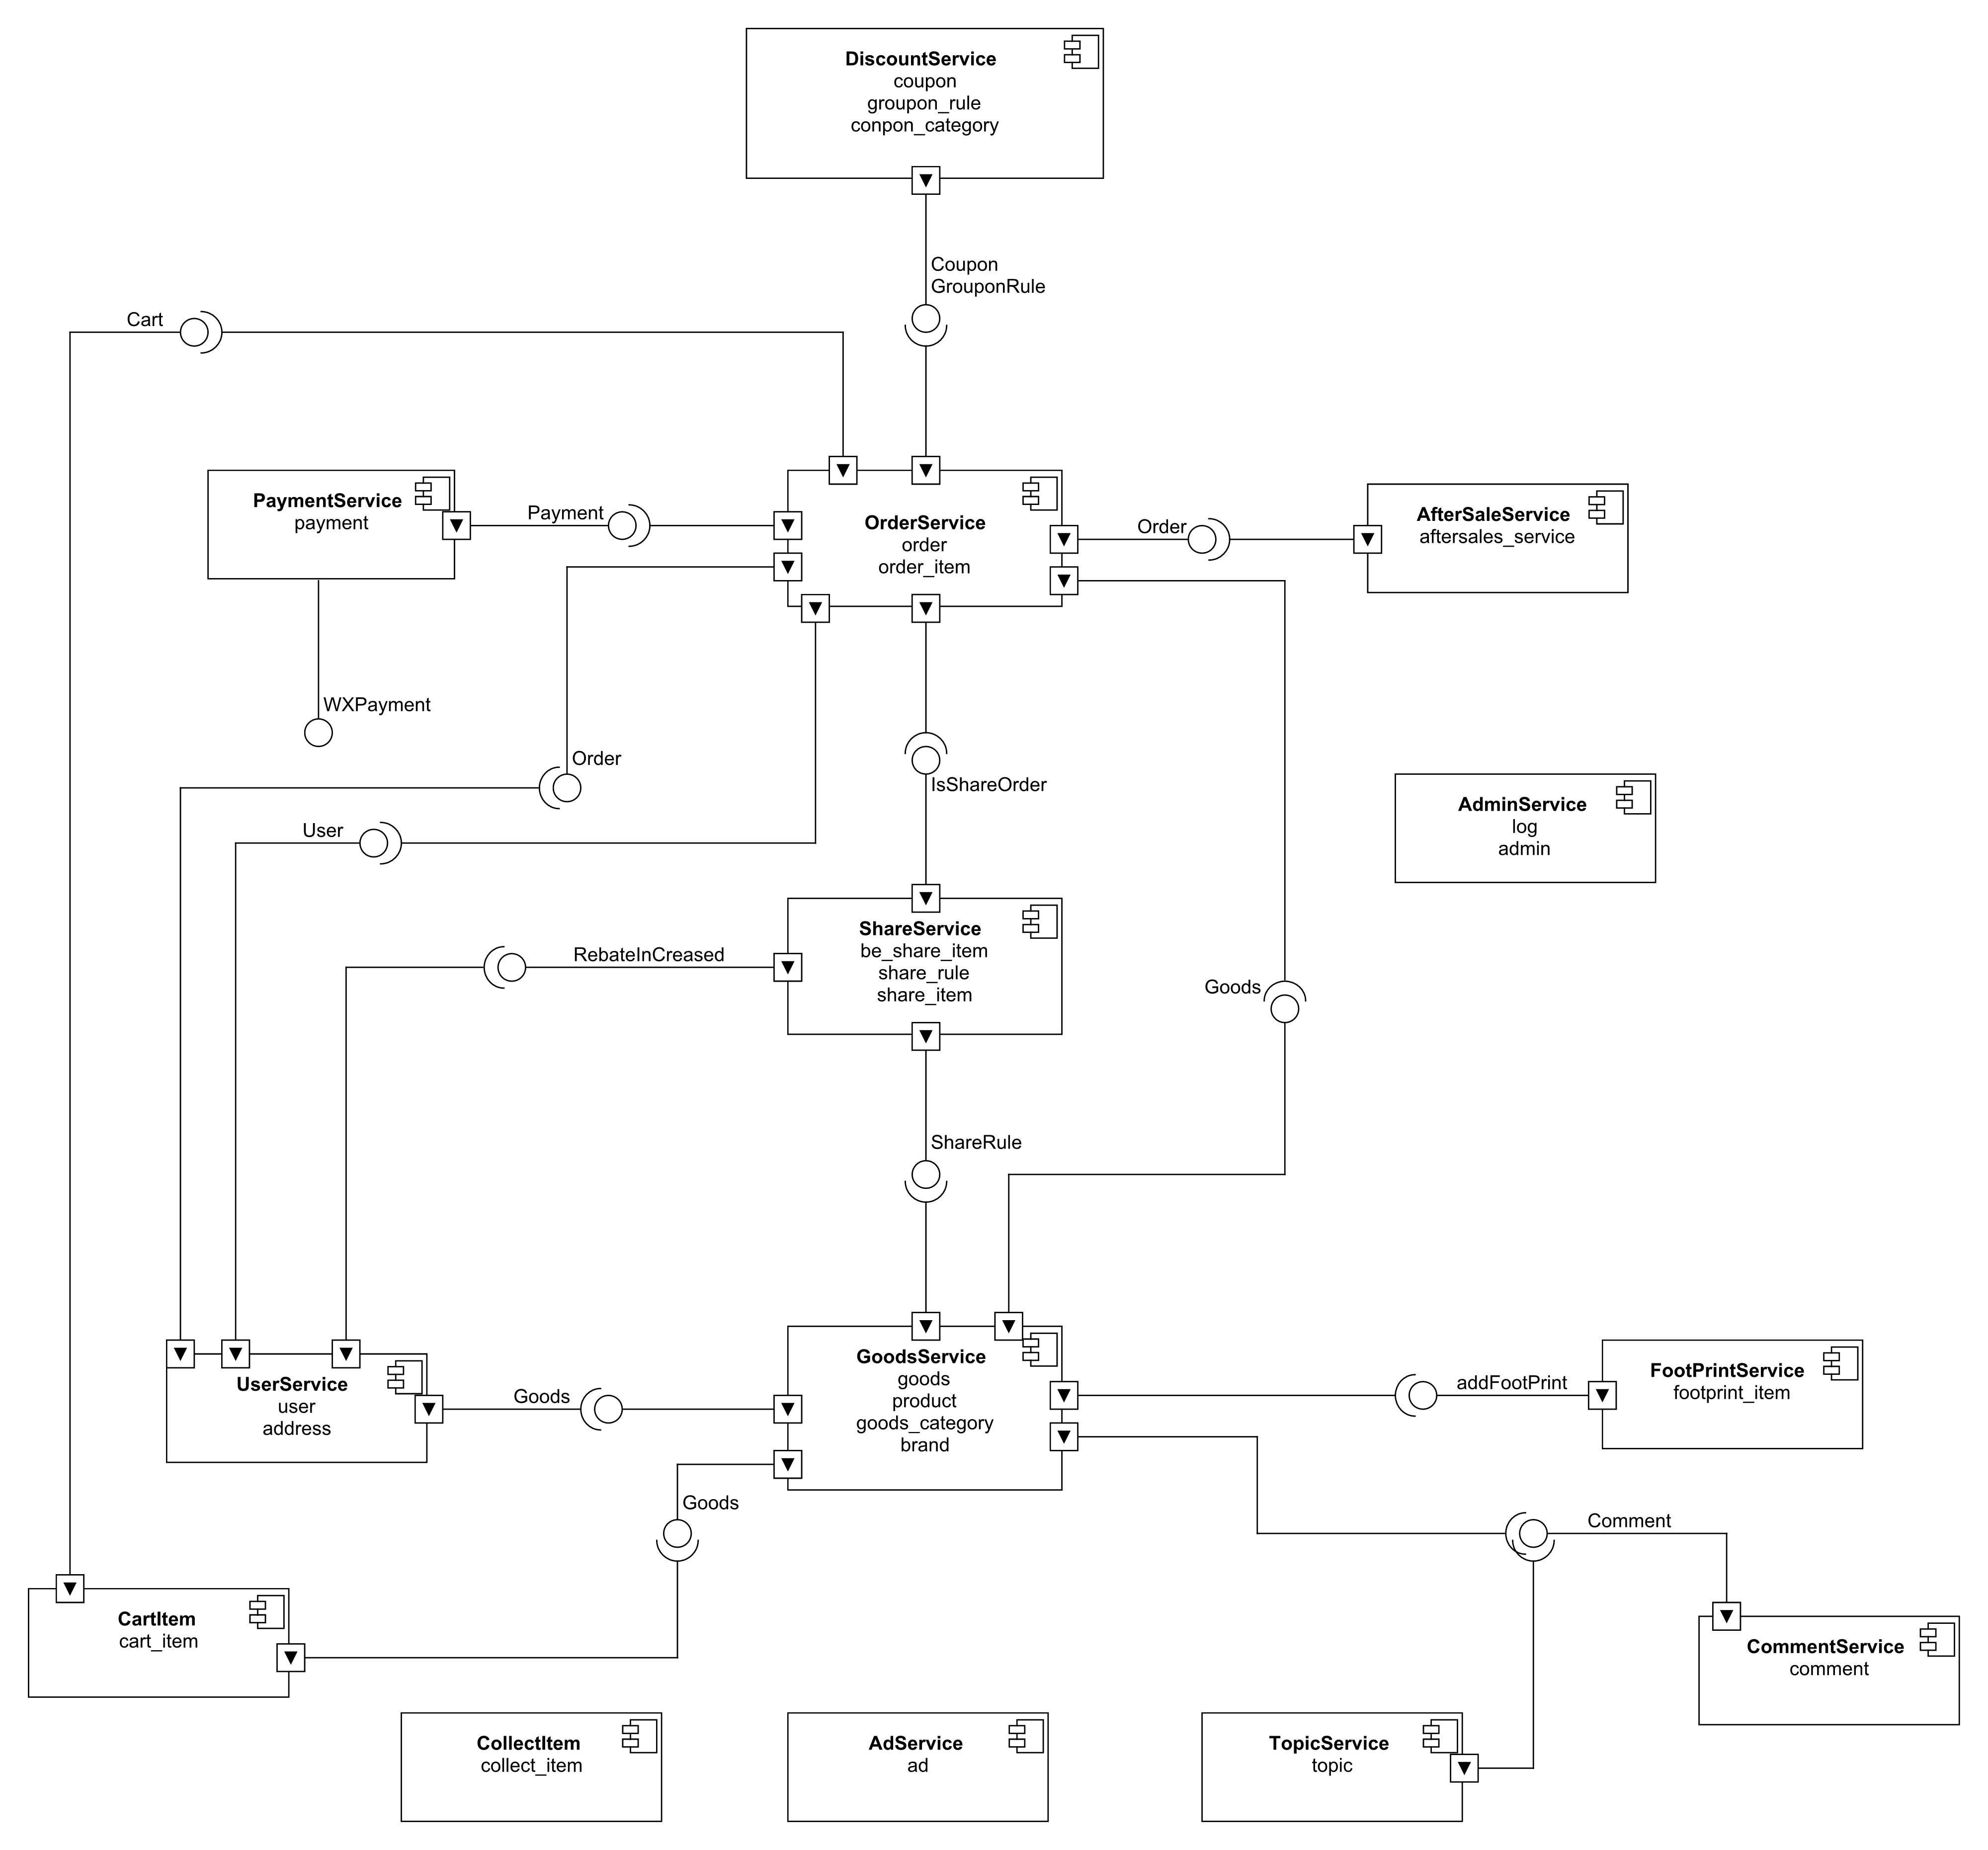 DiscountService
coupon
groupon_rule
conpon_category
Coupon
GrouponRule
Cart
PaymentService
payment
Payment
OrderService
order
order_item
Order
AfterSaleService
aftersales_service
WXPayment
Order
IsShareOrder
User
AdminService
log
admin
ShareService
be_share_item
share_rule
share_item
RebateInCreased
Goods
ShareRule
UserService
user
address
Goods
GoodsService
goods
product
goods_category
brand
addFootPrint
FootPrintService
footprint_item
Goods
Comment
CartItem
cart_item
CommentService
comment
CollectItem
collect_item
AdService
ad
TopicService
topic